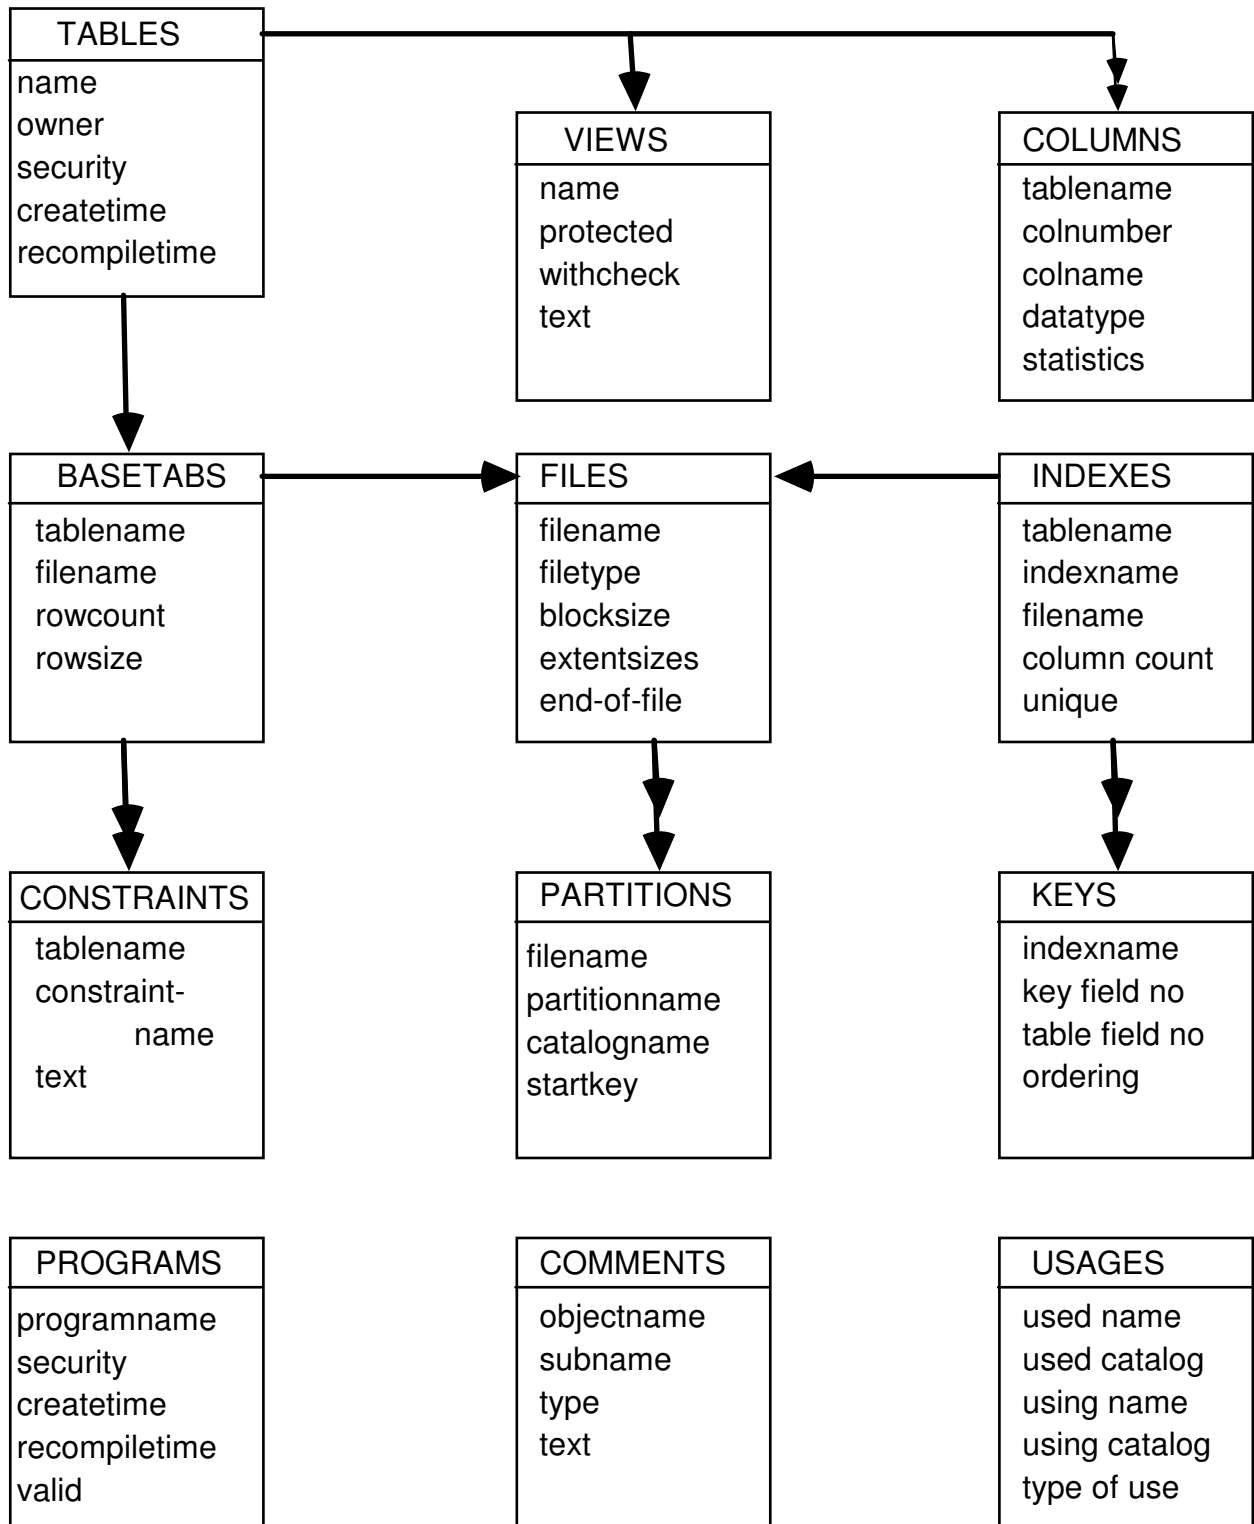 TABLES
name
owner
security
createtime
recompiletime
VIEWS
name
protected
withcheck
text
COLUMNS
tablename
colnumber
colname
datatype
statistics
BASETABS
tablename
filename
rowcount
rowsize
FILES
filename
filetype
blocksize
extentsizes
end-of-file
INDEXES
tablename
indexname
filename
column count
unique
CONSTRAINTS
tablename
constraint-
name
text
PARTITIONS
filename
partitionname
catalogname
startkey
KEYS
indexname
key field no
table field no
ordering
PROGRAMS
programname
security
createtime
recompiletime
valid
COMMENTS
objectname
subname
type
text
USAGES
used name
used catalog
using name
using catalog
type of use